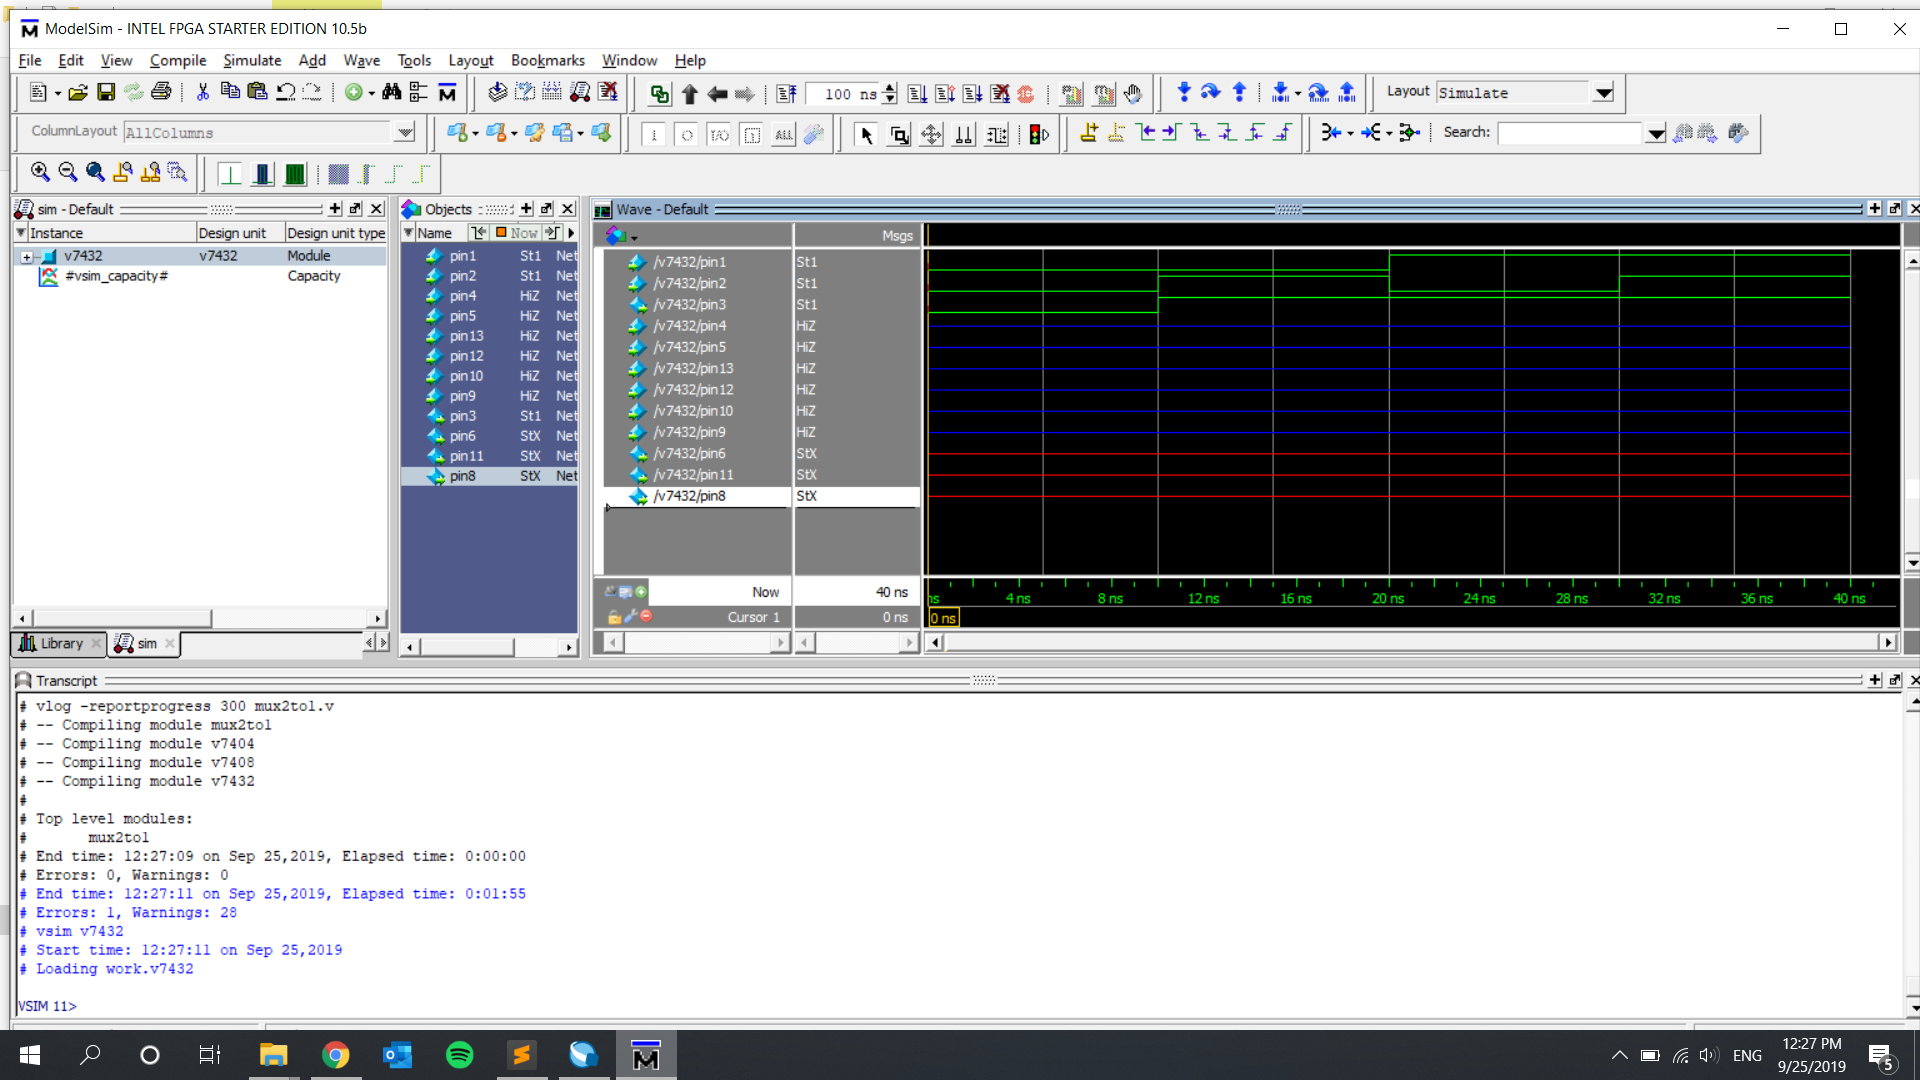 ModelSim - INTEL FPGA STARTER EDITION 10.5b
File Edit View Compile Simulate Add Wave Tools Layout Bookmarks Window Help
100 ns
Layout Simulate
ColumnLayout AllColumns
Search:
sim - Default
Instance Design unit Design unit type
v7432 v7432 Module
#vsim_capacity# Capacity
Library sim
Objects
Name Now
pin1 St1 Net
pin2 St1 Net
pin4 HiZ Net
pin5 HiZ Net
pin13 HiZ Net
pin12 HiZ Net
pin10 HiZ Net
pin9 HiZ Net
pin3 St1 Net
pin6 StX Net
pin11 StX Net
pin8 StX Net
Wave - Default
Msgs
/v7432/pin1 St1
/v7432/pin2 St1
/v7432/pin3 St1
/v7432/pin4 HiZ
/v7432/pin5 HiZ
/v7432/pin13 HiZ
/v7432/pin12 HiZ
/v7432/pin10 HiZ
/v7432/pin9 HiZ
/v7432/pin6 StX
/v7432/pin11 StX
/v7432/pin8 StX
Now 40 ns
ns 4 ns 8 ns 12 ns 16 ns 20 ns 24 ns 28 ns 32 ns 36 ns 40 ns
Cursor 1 0 ns
0 ns
Transcript
# vlog -reportprogress 300 mux2to1.v
# -- Compiling module mux2to1
# -- Compiling module v7404
# -- Compiling module v7408
# -- Compiling module v7432
#
# Top level modules:
# mux2to1
# End time: 12:27:09 on Sep 25,2019, Elapsed time: 0:00:00
# Errors: 0, Warnings: 0
# End time: 12:27:11 on Sep 25,2019, Elapsed time: 0:01:55
# Errors: 1, Warnings: 28
# vsim v7432
# Start time: 12:27:11 on Sep 25,2019
# Loading work.v7432
VSIM 11>
ENG
12:27 PM
9/25/2019
5